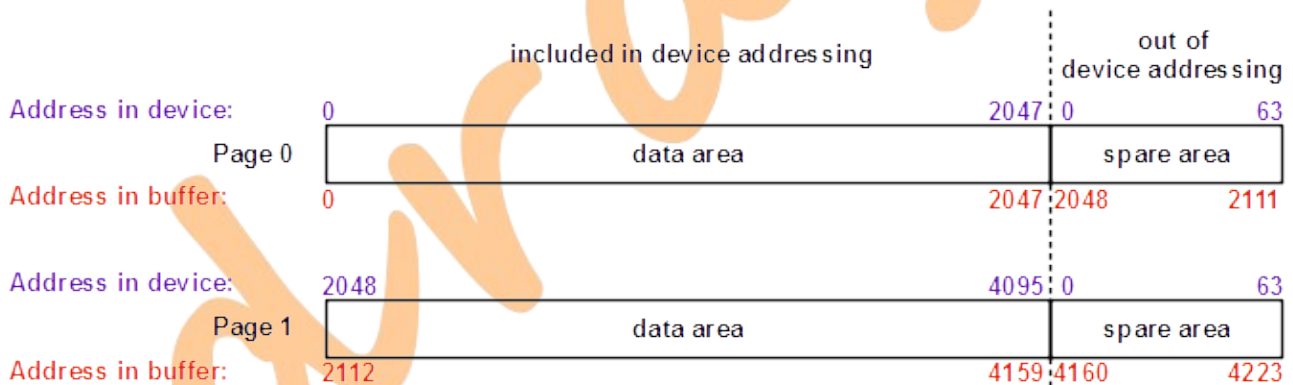 included in device addressing
out of
device addressing
Address in device: 0 2047 0 63
Page 0 data area spare area
Address in buffer: 0 2047 2048 2111
Address in device: 2048 4095 0 63
Page 1 data area spare area
Address in buffer: 2112 4159 4160 4223